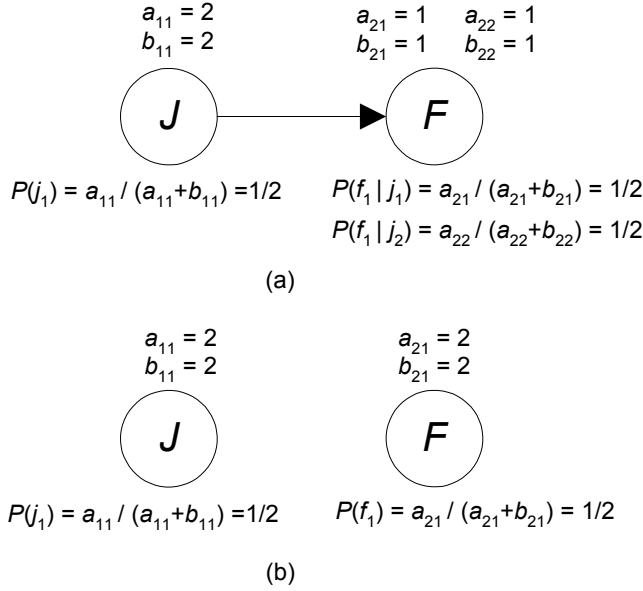 a₁₁ = 2
b₁₁ = 2
a₂₁ = 1 a₂₂ = 1
b₂₁ = 1 b₂₂ = 1
J
F
P(j₁) = a₁₁ / (a₁₁+b₁₁) =1/2
P(f₁ | j₁) = a₂₁ / (a₂₁+b₂₁) = 1/2
P(f₁ | j₂) = a₂₂ / (a₂₂+b₂₂) = 1/2
(a)
a₁₁ = 2
b₁₁ = 2
a₂₁ = 2
b₂₁ = 2
J
F
P(j₁) = a₁₁ / (a₁₁+b₁₁) =1/2
P(f₁) = a₂₁ / (a₂₁+b₂₁) = 1/2
(b)